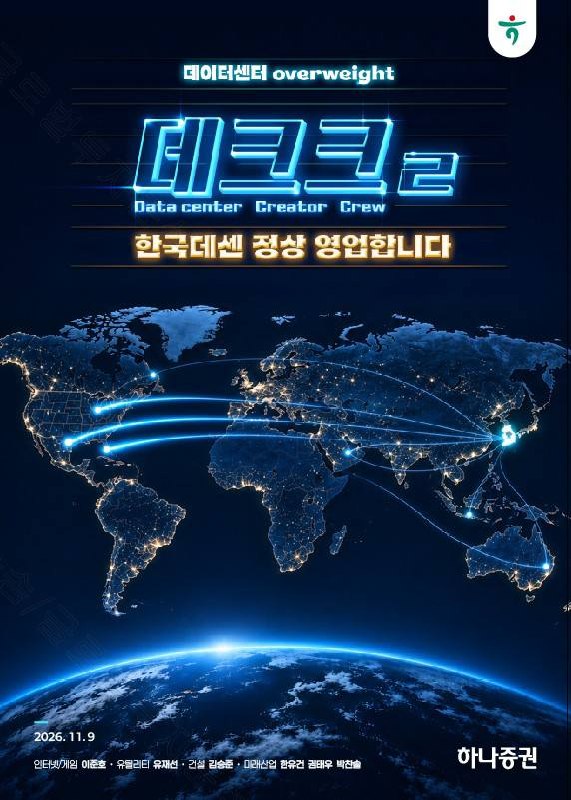 데이터센터 overweight
데크크 2
Data center Creator Crew
한국데센 정상 영업합니다
2026. 11. 9
인터넷/게임 이준호 · 유틸리티 유재선 · 건설 김승준 · 미래산업 한유건 권태우 박찬솔
하나증권